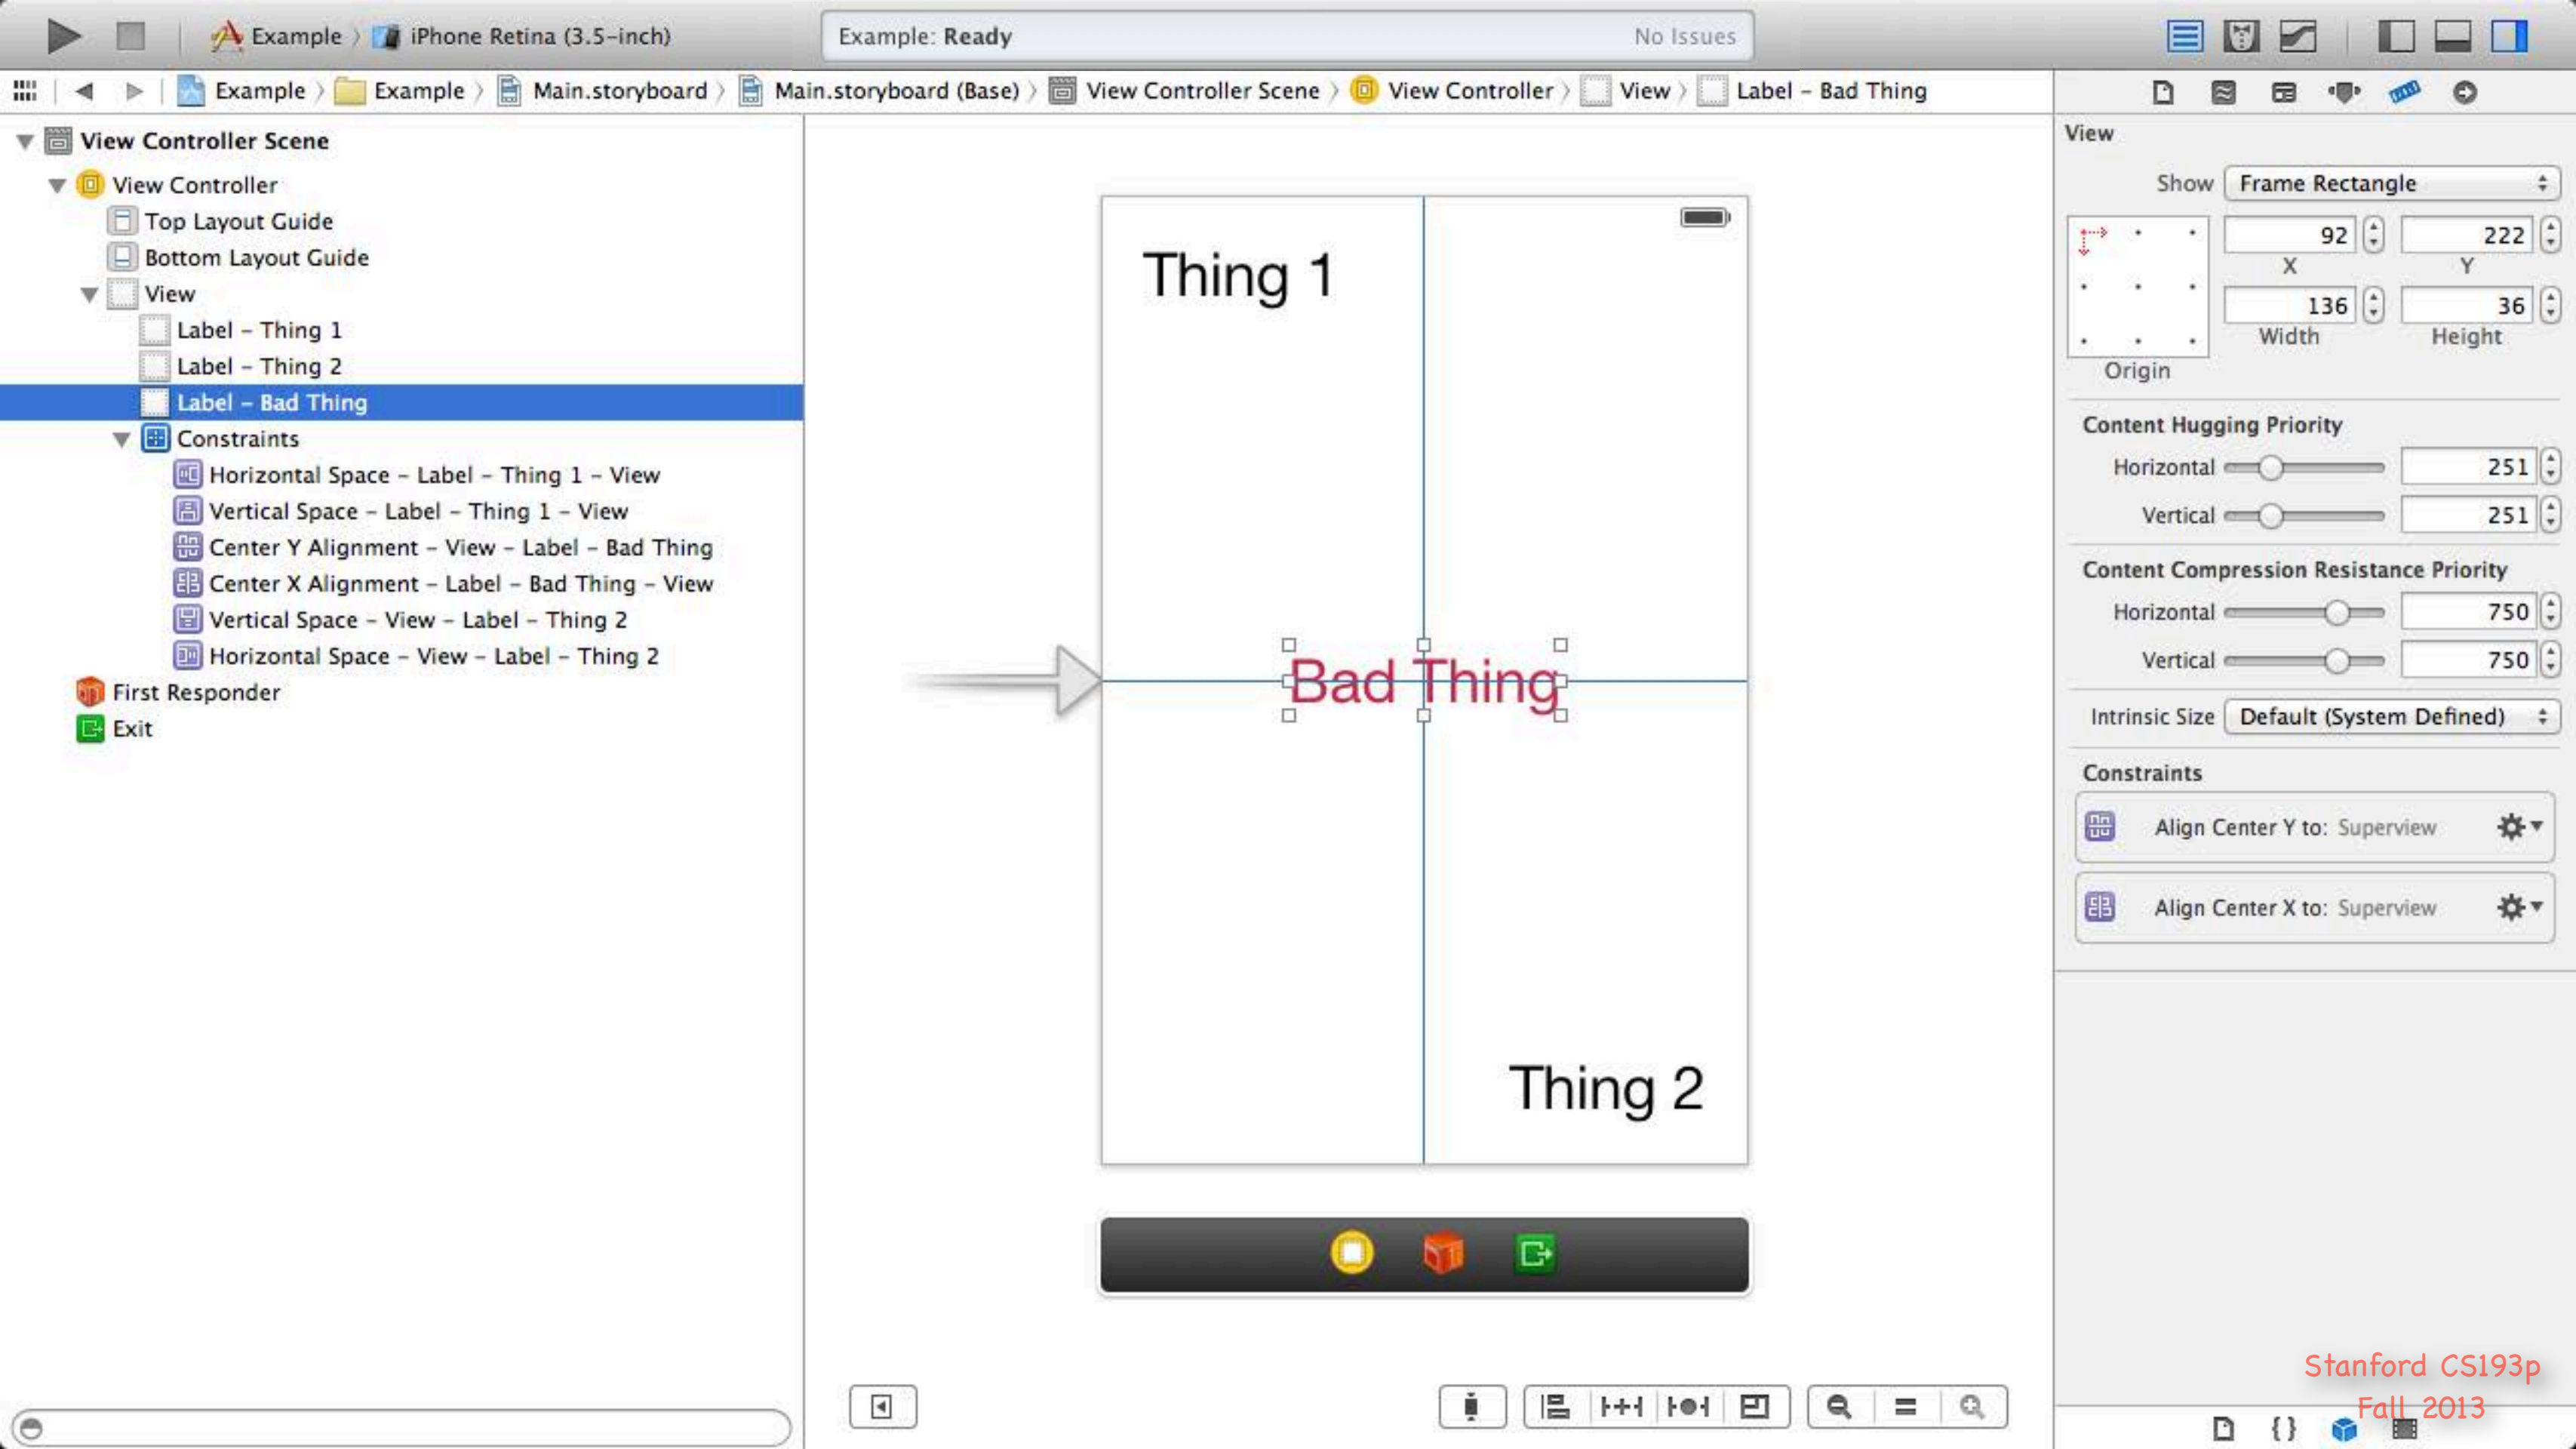 Example › iPhone Retina (3.5-inch)
Example: Ready
No Issues
Example › Example › Main.storyboard › Main.storyboard (Base) › View Controller Scene › View Controller › View › Label – Bad Thing
View Controller Scene
View Controller
Top Layout Guide
Bottom Layout Guide
View
Label – Thing 1
Label – Thing 2
Label – Bad Thing
Constraints
Horizontal Space – Label – Thing 1 – View
Vertical Space – Label – Thing 1 – View
Center Y Alignment – View – Label – Bad Thing
Center X Alignment – Label – Bad Thing – View
Vertical Space – View – Label – Thing 2
Horizontal Space – View – Label – Thing 2
First Responder
Exit
Thing 1
Bad Thing
Thing 2
View
Show Frame Rectangle
92 222
X Y
136 36
Width Height
Origin
Content Hugging Priority
Horizontal 251
Vertical 251
Content Compression Resistance Priority
Horizontal 750
Vertical 750
Intrinsic Size Default (System Defined)
Constraints
Align Center Y to: Superview
Align Center X to: Superview
Stanford CS193p
Fall 2013